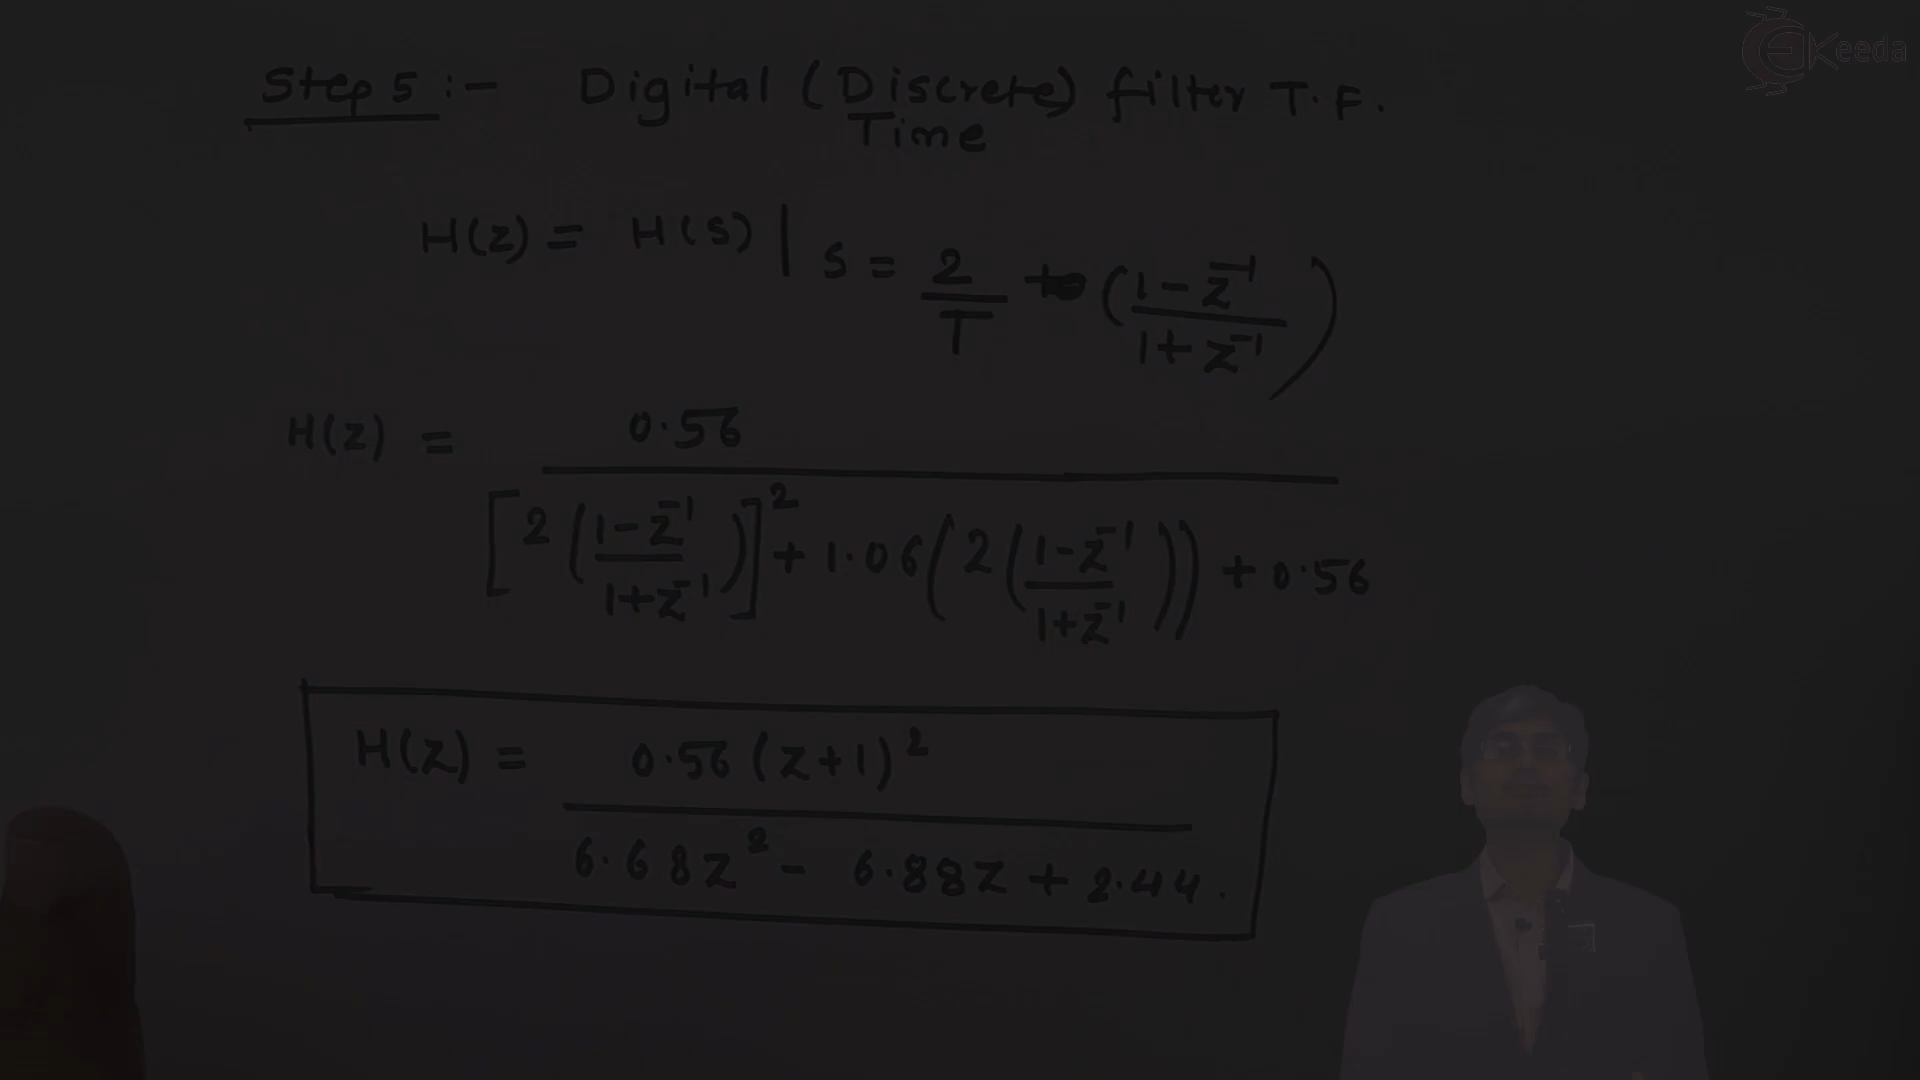 Keeda
Step 5 :- Digital (Discrete) filter T.F.
Time
H(z) = H(s) | s = 2/T (1 - z⁻¹ / 1 + z⁻¹)
H(z) = 0.56 / [2(1 - z⁻¹ / 1 + z⁻¹)]² + 1.06(2(1 - z⁻¹ / 1 + z⁻¹)) + 0.56
H(z) = 0.56 (z+1)² / 6.68z² - 6.88z + 2.44.